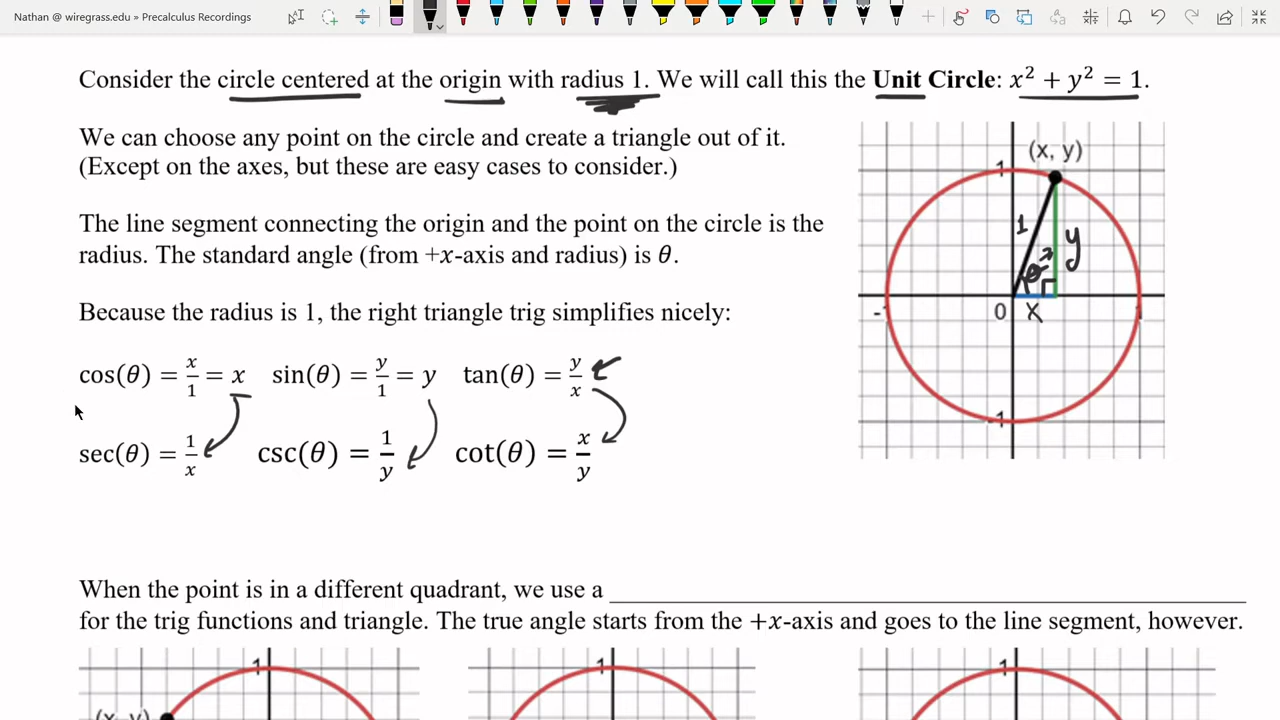 Nathan @ wiregrass.edu » Precalculus Recordings
Consider the circle centered at the origin with radius 1. We will call this the Unit Circle: x² + y² = 1.
We can choose any point on the circle and create a triangle out of it.
(Except on the axes, but these are easy cases to consider.)
The line segment connecting the origin and the point on the circle is the
radius. The standard angle (from +x-axis and radius) is θ.
Because the radius is 1, the right triangle trig simplifies nicely:
cos(θ) = x/1 = x sin(θ) = y/1 = y tan(θ) = y/x
sec(θ) = 1/x csc(θ) = 1/y cot(θ) = x/y
(x, y)
1
1
y
θ
-1
0
x
1
-1
When the point is in a different quadrant, we use a ____________________
for the trig functions and triangle. The true angle starts from the +x-axis and goes to the line segment, however.
1
1
1
(x, y)